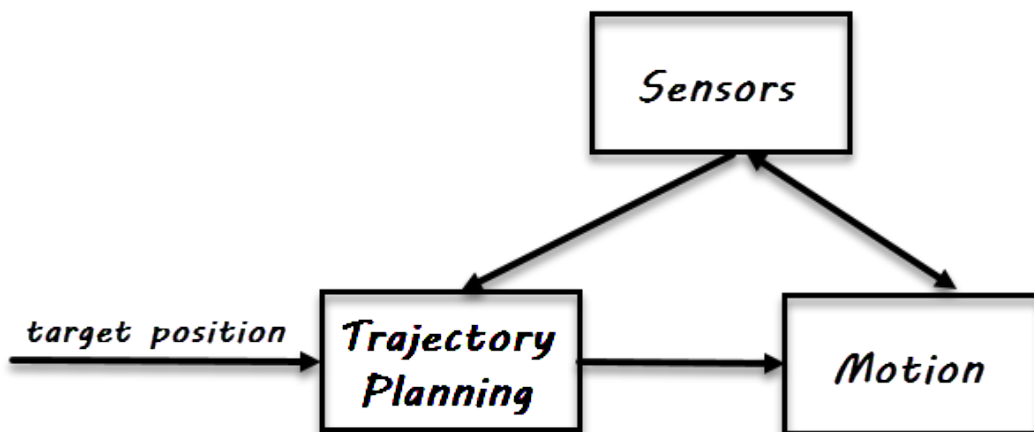 Sensors
target position
Trajectory
Planning
Motion